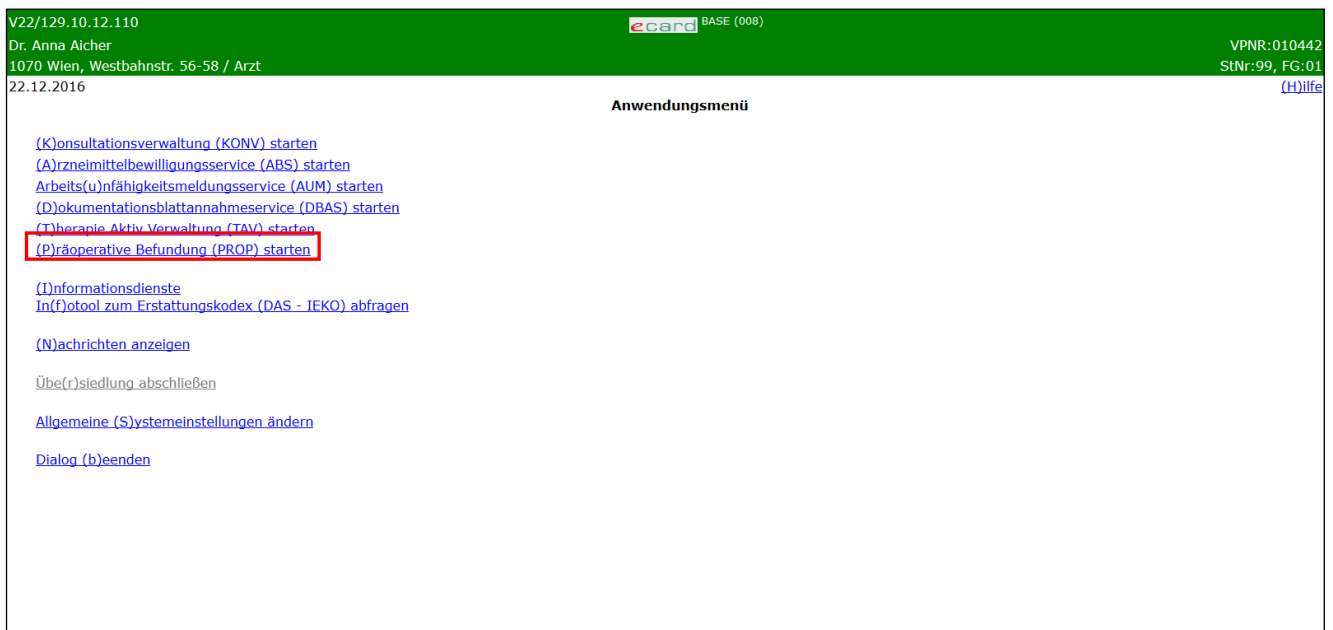 V22/129.10.12.110
ecard BASE (008)
Dr. Anna Aicher
VPNR:010442
1070 Wien, Westbahnstr. 56-58 / Arzt
StNr:99, FG:01
22.12.2016
(H)ilfe
Anwendungsmenü
(K)onsultationsverwaltung (KONV) starten
(A)rzneimittelbewilligungsservice (ABS) starten
Arbeits(u)nfähigkeitsmeldungsservice (AUM) starten
(D)okumentationsblattannahmeservice (DBAS) starten
(T)herapie Aktiv Verwaltung (TAV) starten
(P)räoperative Befundung (PROP) starten
(I)nformationsdienste
In(f)otool zum Erstattungskodex (DAS - IEKO) abfragen
(N)achrichten anzeigen
Übe(r)siedlung abschließen
Allgemeine (S)ystemeinstellungen ändern
Dialog (b)eenden